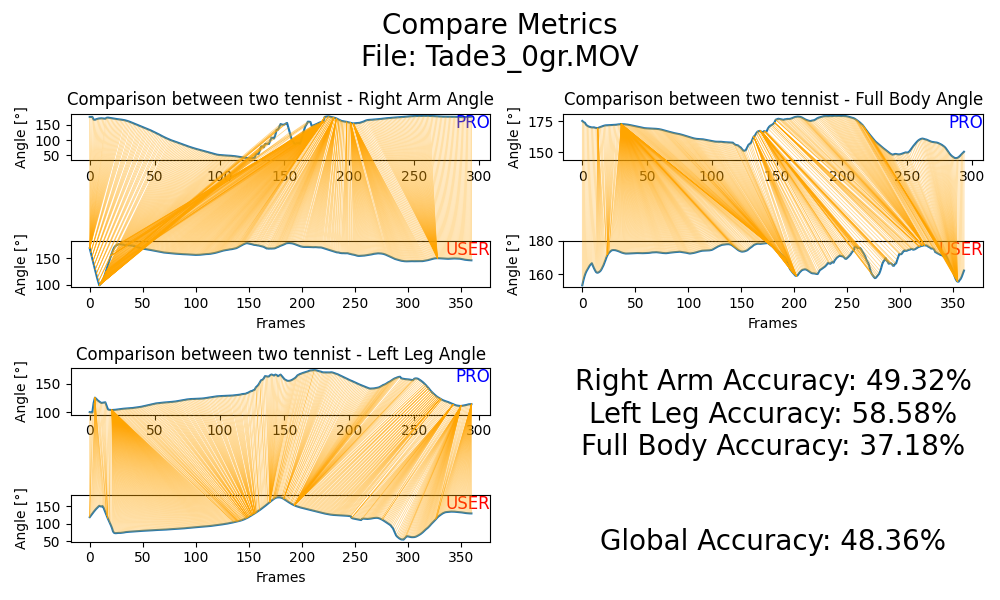 Compare Metrics
File: Tade3_0gr.MOV
Comparison between two tennist - Right Arm Angle
Angle [°]
150
100
50
PRO
0 50 100 150 200 250 300
Angle [°]
150
100
USER
0 50 100 150 200 250 300 350
Frames
Comparison between two tennist - Full Body Angle
Angle [°]
175
150
PRO
0 50 100 150 200 250 300
Angle [°]
180
160
USER
0 50 100 150 200 250 300 350
Frames
Comparison between two tennist - Left Leg Angle
Angle [°]
150
100
PRO
0 50 100 150 200 250 300
Angle [°]
150
100
50
USER
0 50 100 150 200 250 300 350
Frames
Right Arm Accuracy: 49.32%
Left Leg Accuracy: 58.58%
Full Body Accuracy: 37.18%
Global Accuracy: 48.36%